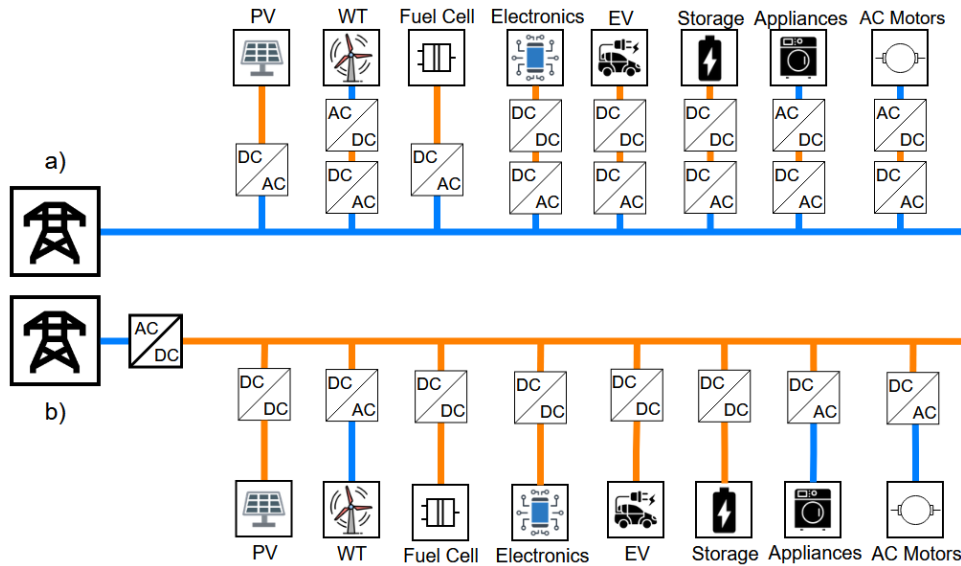 PV WT Fuel Cell Electronics EV Storage Appliances AC Motors
AC DC DC DC AC AC
DC DC DC DC DC DC
a)
DC DC DC DC DC DC DC DC
AC AC AC AC AC AC AC AC
AC
DC
DC DC DC DC DC DC DC DC
DC AC DC DC DC DC AC AC
b)
PV WT Fuel Cell Electronics EV Storage Appliances AC Motors